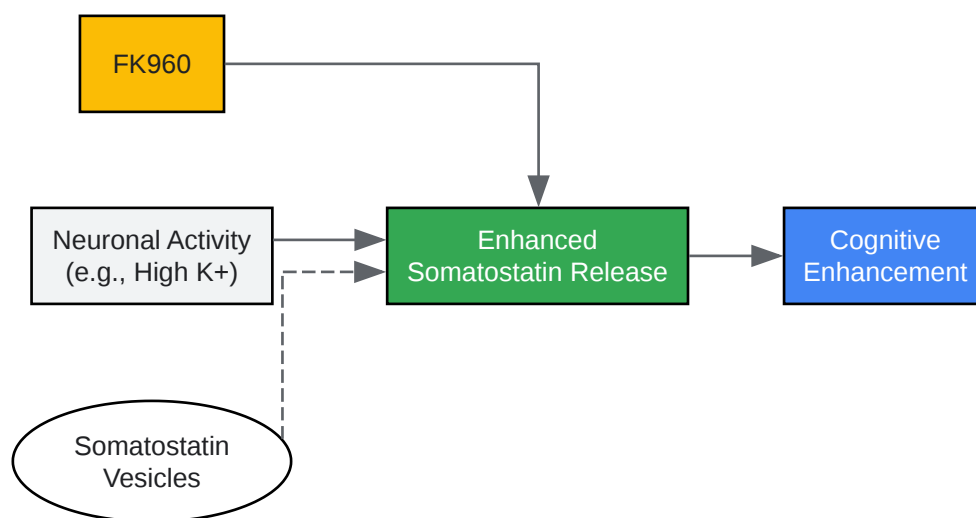 FK960
Neuronal Activity
(e.g., High K+)
Enhanced
Somatostatin Release
Cognitive
Enhancement
Somatostatin
Vesicles